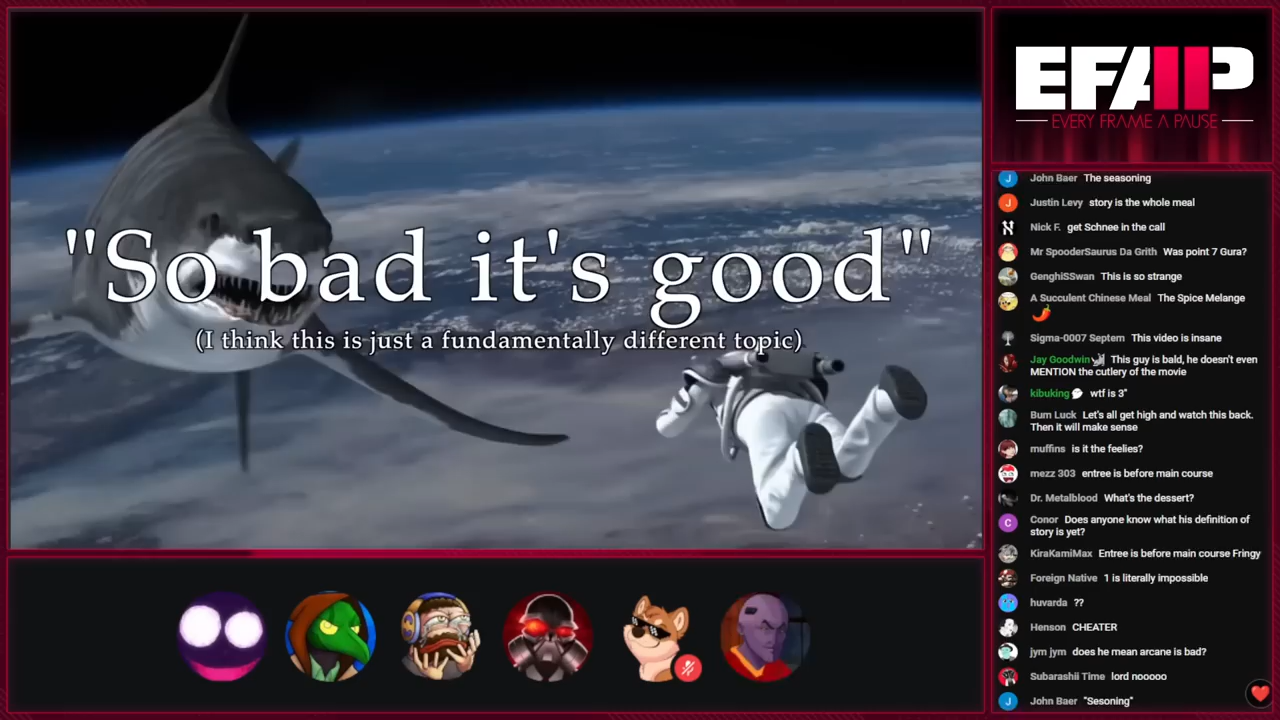 "So bad it's good"
(I think this is just a fundamentally different topic)
EFAP
EVERY FRAME A PAUSE
J John Baer The seasoning
J Justin Levy story is the whole meal
Nick F. get Schnee in the call
Mr SpooderSaurus Da Grith Was point 7 Gura?
GenghiSSwan This is so strange
A Succulent Chinese Meal The Spice Melange
🌶️
Sigma-0007 Septem This video is insane
Jay Goodwin This guy is bald, he doesn't even
MENTION the cutlery of the movie
kibuking wtf is 3"
Bum Luck Let's all get high and watch this back.
Then it will make sense
muffins is it the feelies?
mezz 303 entree is before main course
Dr. Metalblood What's the dessert?
C Conor Does anyone know what his definition of
story is yet?
KiraKamiMax Entree is before main course Fringy
Foreign Native 1 is literally impossible
huvarda ??
Henson CHEATER
jym jym does he mean arcane is bad?
Subarashii Time lord nooooo
J John Baer "Sesoning"